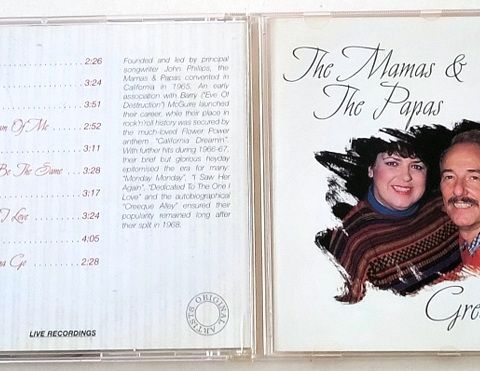 2:26
3:24
3:51
Of Me 2:52
3:11
Be The Same 3:28
3:17
I Love 3:24
4:05
Go 2:28
LIVE RECORDINGS
Founded and led by principal
songwriter John Phillips, the
Mamas & Papas convented in
California in 1965. An early
association with Barry ("Eve Of
Destruction") McGuire launched
their career, while their place in
rock'n'roll history was secured by
the much-loved Flower Power
anthem "California Dreamin".
With further hits during 1966-67,
their brief but glorious heyday
epitomised the era for many.
"Monday Monday", "I Saw Her
Again", "Dedicated To The One I
Love" and the autobiographical
"Creeque Alley" ensured their
popularity remained long after
their split in 1968.
ORIGINAL ARTISTS
The Mamas &
The Papas
Gre